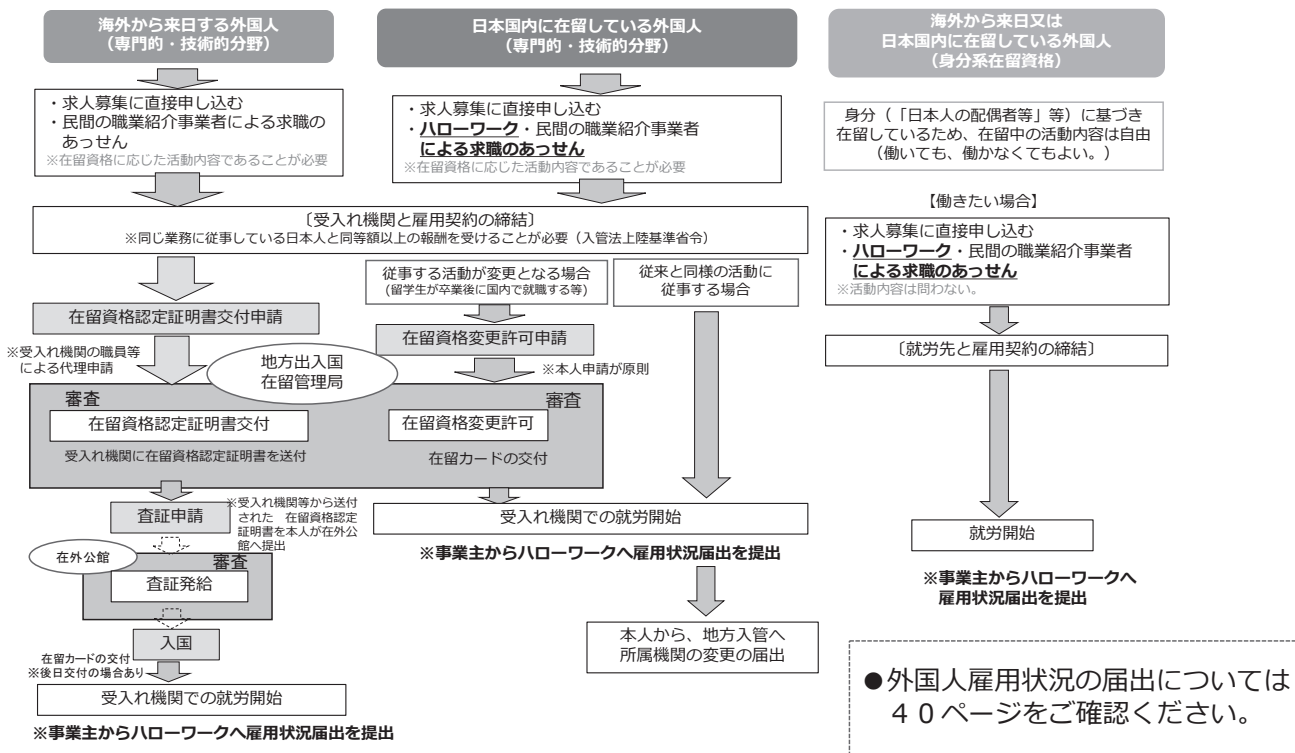 海外から来日する外国人
(専門的・技術的分野)
日本国内に在留している外国人
(専門的・技術的分野)
海外から来日又は
日本国内に在留している外国人
(身分系在留資格)
・求人募集に直接申し込む
・民間の職業紹介事業者による求職の
あっせん
※在留資格に応じた活動内容であることが必要
・求人募集に直接申し込む
・ハローワーク・民間の職業紹介事業者
による求職のあっせん
※在留資格に応じた活動内容であることが必要
身分(「日本人の配偶者等」等)に基づき
在留しているため、在留中の活動内容は自由
(働いても、働かなくてもよい。)
【働きたい場合】
・求人募集に直接申し込む
・ハローワーク・民間の職業紹介事業者
による求職のあっせん
※活動内容は問わない。
〔受入れ機関と雇用契約の締結〕
※同じ業務に従事している日本人と同等額以上の報酬を受けることが必要(入管法上陸基準省令)
従事する活動が変更となる場合
(留学生が卒業後に国内で就職する等)
従来と同様の活動に
従事する場合
在留資格認定証明書交付申請
在留資格変更許可申請
〔就労先と雇用契約の締結〕
※受入れ機関の職員等
による代理申請
地方出入国
在留管理局
※本人申請が原則
審査
審査
在留資格認定証明書交付
在留資格変更許可
受入れ機関に在留資格認定証明書を送付
在留カードの交付
査証申請
※受入れ機関等から送付
された 在留資格認定
証明書を本人が在外公
館へ提出
受入れ機関での就労開始
※事業主からハローワークへ雇用状況届出を提出
就労開始
※事業主からハローワークへ
雇用状況届出を提出
在外公館
審査
査証発給
入国
在留カードの交付
※後日交付の場合あり
受入れ機関での就労開始
※事業主からハローワークへ雇用状況届出を提出
本人から、地方入管へ
所属機関の変更の届出
●外国人雇用状況の届出については
40ページをご確認ください。